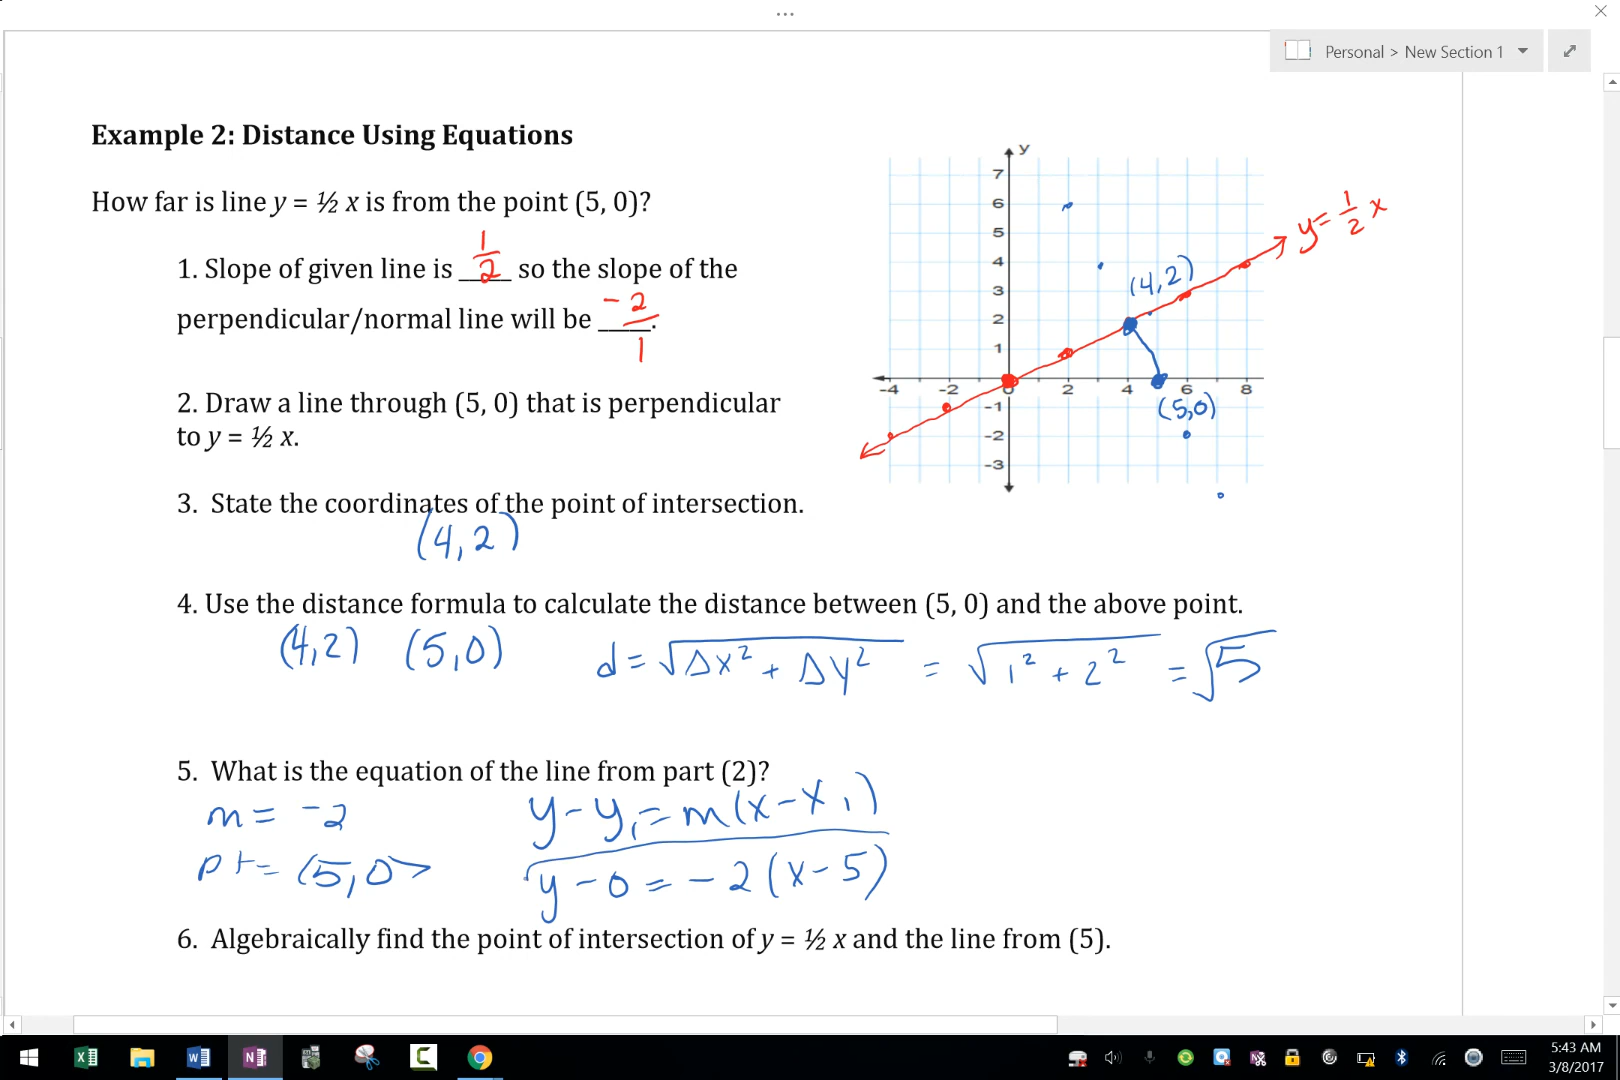 Personal > New Section 1
Example 2: Distance Using Equations
How far is line y = ½ x is from the point (5, 0)?
1. Slope of given line is 1/2 so the slope of the
perpendicular/normal line will be -2/1.
2. Draw a line through (5, 0) that is perpendicular
to y = ½ x.
3. State the coordinates of the point of intersection.
(4,2)
y
7
6
5
4
3
2
1
-4 -2 0 2 4 6 8
-1
-2
-3
y=1/2 x
(4,2)
(5,0)
4. Use the distance formula to calculate the distance between (5, 0) and the above point.
(4,2) (5,0) d=√Δx²+Δy² = √1²+2² = √5
5. What is the equation of the line from part (2)?
m= -2 y-y₁=m(x-x₁)
pt= (5,0) y-0=-2(x-5)
6. Algebraically find the point of intersection of y = ½ x and the line from (5).
5:43 AM
3/8/2017